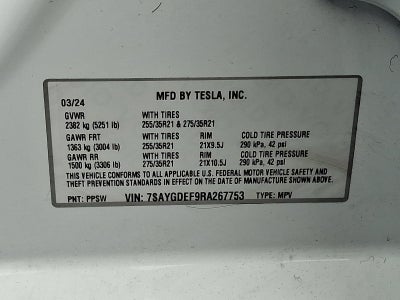 MFD BY TESLA, INC.
03/24
GVWR WITH TIRES
2382 kg (5251 lb) 255/35R21 & 275/35R21
GAWR FRT WITH TIRES RIM COLD TIRE PRESSURE
1363 kg (3004 lb) 255/35R21 21X9.5J 290 kPa, 42 psi
GAWR RR WITH TIRES RIM COLD TIRE PRESSURE
1500 kg (3306 lb) 275/35R21 21X10.5J 290 kPa, 42 psi
THIS VEHICLE CONFORMS TO ALL APPLICABLE U.S. FEDERAL MOTOR VEHICLE SAFETY AND
THEFT PREVENTION STANDARDS IN EFFECT ON THE DATE OF MANUFACTURE SHOWN ABOVE.
PNT: PPSW VIN: 7SAYGDEF9RA267753 TYPE: MPV